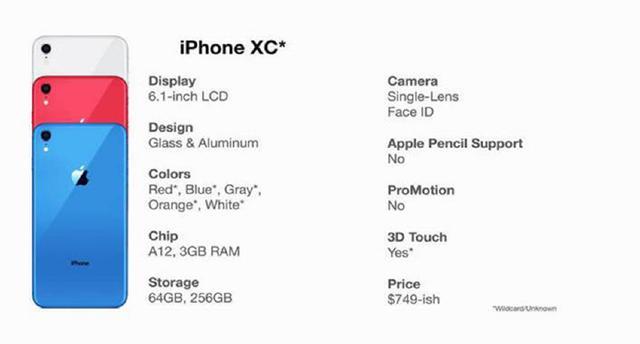 iPhone XC*
Display
6.1-inch LCD
Design
Glass & Aluminum
Colors
Red*, Blue*, Gray*,
Orange*, White*
Chip
A12, 3GB RAM
Storage
64GB, 256GB
Camera
Single-Lens
Face ID
Apple Pencil Support
No
ProMotion
No
3D Touch
Yes*
Price
$749-ish
*Wildcard/Unknown
iPhone